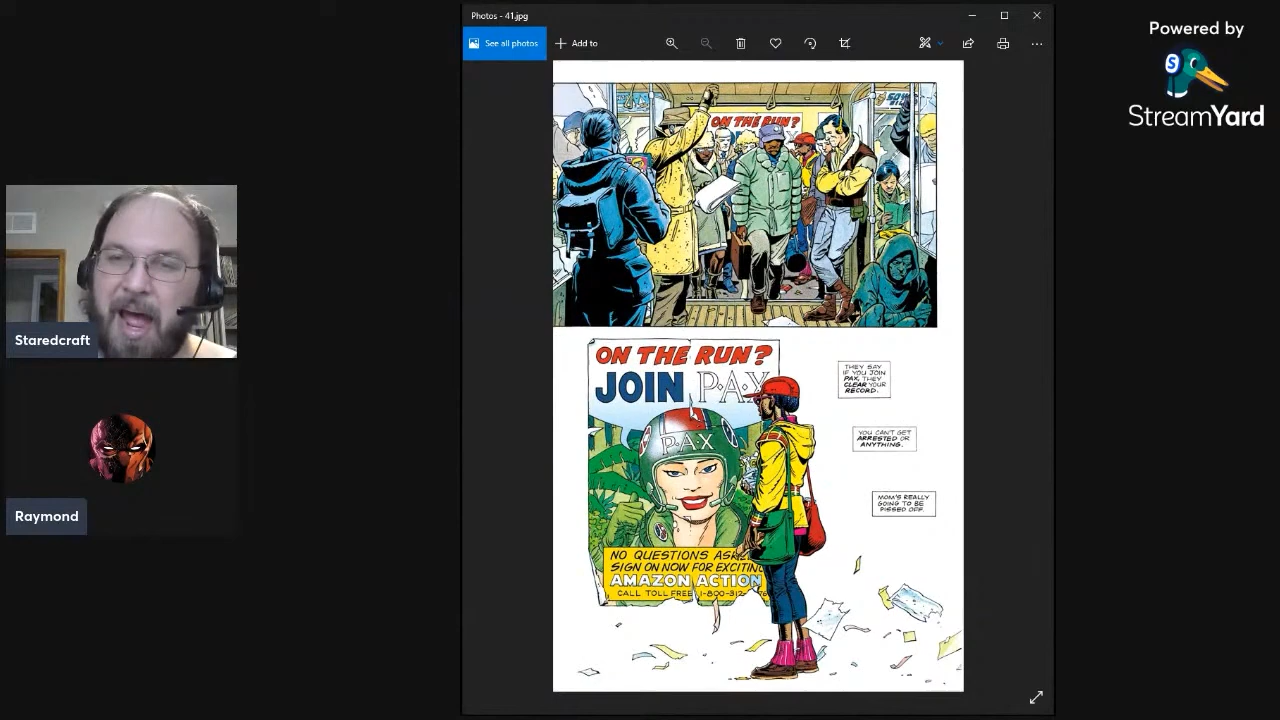 Photos - 41.jpg
See all photos
Add to
Powered by
S
StreamYard
ON THE RUN?
Staredcraft
Raymond
ON THE RUN?
JOIN P·A·X
P·A·X
THEY SAY
IF YOU JOIN
PAX, THEY
CLEAR YOUR
RECORD.
YOU CAN'T GET
ARRESTED OR
ANYTHING.
MOM'S REALLY
GOING TO BE
PISSED OFF.
NO QUESTIONS
SIGN ON NOW FOR EXCITING
AMAZON ACTION
CALL TOLL FREE 1-800-312-